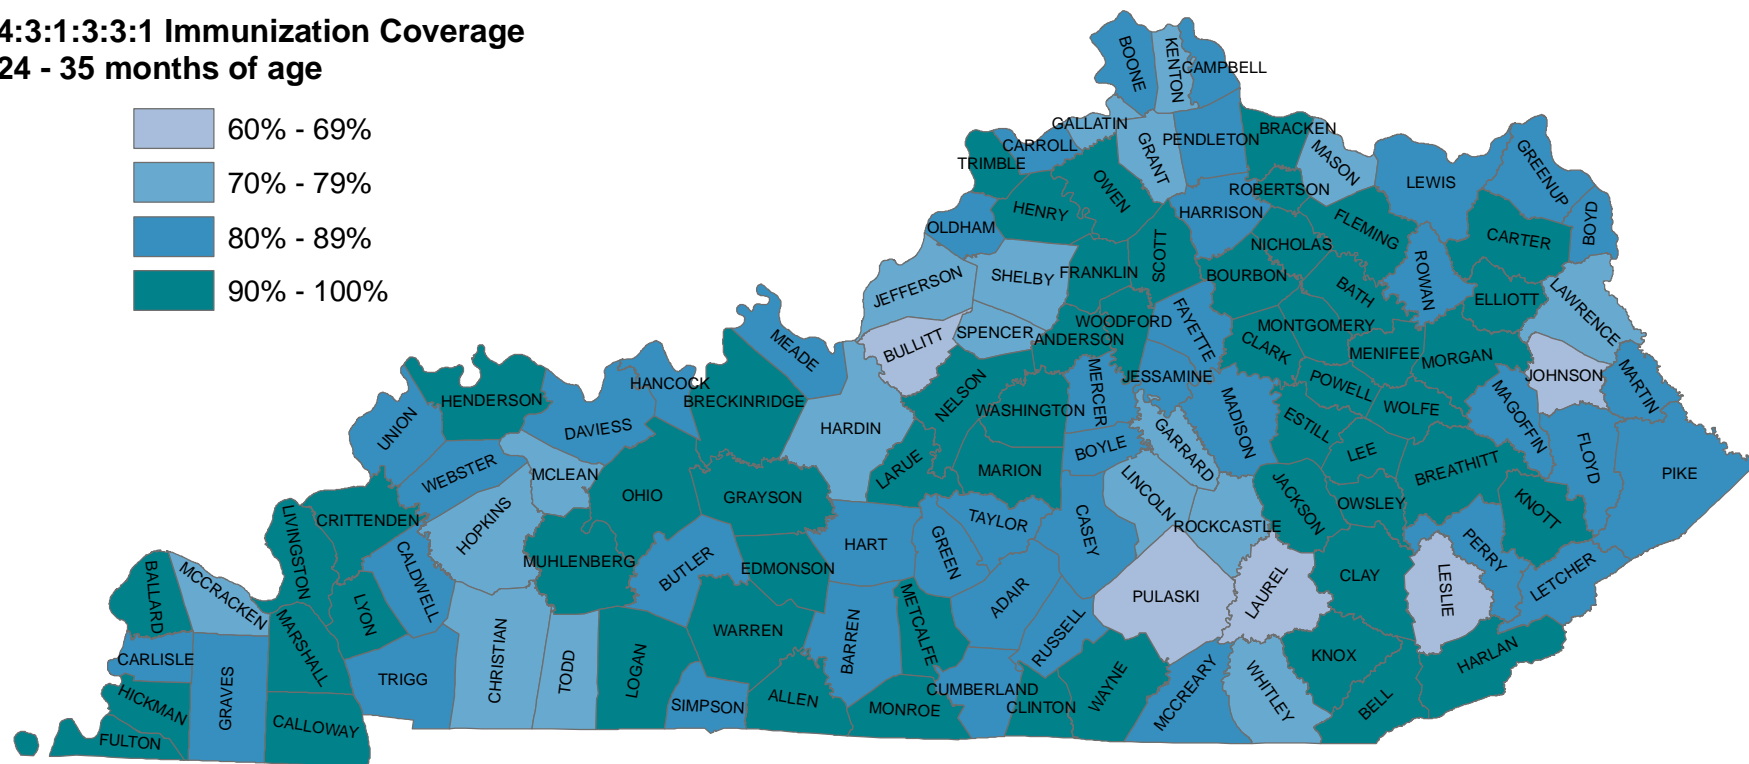 4:3:1:3:3:1 Immunization Coverage
24 - 35 months of age
60% - 69%
70% - 79%
80% - 89%
90% - 100%
BOONE
KENTON
CAMPBELL
GALLATIN
CARROLL
TRIMBLE
GRANT
PENDLETON
BRACKEN
MASON
LEWIS
GREENUP
BOYD
OWEN
HENRY
OLDHAM
HARRISON
ROBERTSON
FLEMING
CARTER
NICHOLAS
ROWAN
JEFFERSON
SHELBY
FRANKLIN
SCOTT
BOURBON
BATH
ELLIOTT
LAWRENCE
BULLITT
SPENCER
ANDERSON
WOODFORD
FAYETTE
CLARK
MONTGOMERY
MENIFEE
MORGAN
JOHNSON
MARTIN
MEADE
HANCOCK
BRECKINRIDGE
HARDIN
NELSON
WASHINGTON
MERCER
JESSAMINE
MADISON
POWELL
WOLFE
MAGOFFIN
FLOYD
PIKE
HENDERSON
UNION
DAVIESS
WEBSTER
MCLEAN
OHIO
GRAYSON
LARUE
MARION
BOYLE
GARRARD
ESTILL
LEE
BREATHITT
KNOTT
LINCOLN
ROCKCASTLE
JACKSON
OWSLEY
PERRY
LETCHER
LIVINGSTON
CRITTENDEN
HOPKINS
CALDWELL
MUHLENBERG
BUTLER
EDMONSON
HART
GREEN
TAYLOR
CASEY
ADAIR
PULASKI
LAUREL
CLAY
LESLIE
BALLARD
MCCRACKEN
LYON
MARSHALL
CHRISTIAN
TODD
LOGAN
WARREN
BARREN
METCALFE
RUSSELL
KNOX
HARLAN
CARLISLE
GRAVES
TRIGG
SIMPSON
ALLEN
MONROE
CUMBERLAND
CLINTON
WAYNE
MCCREARY
WHITLEY
BELL
HICKMAN
FULTON
CALLOWAY